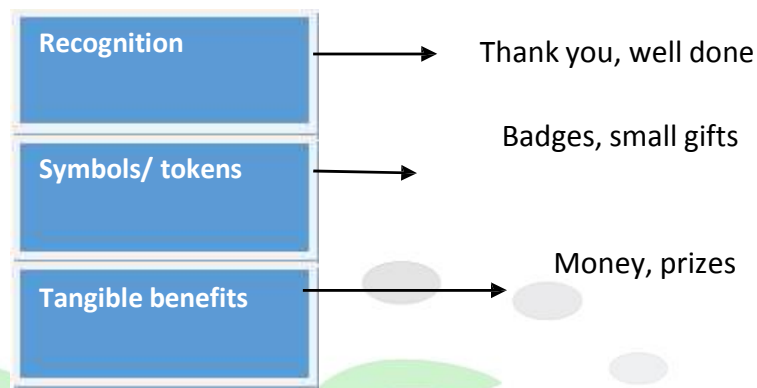 Recognition
Thank you, well done
Symbols/ tokens
Badges, small gifts
Tangible benefits
Money, prizes